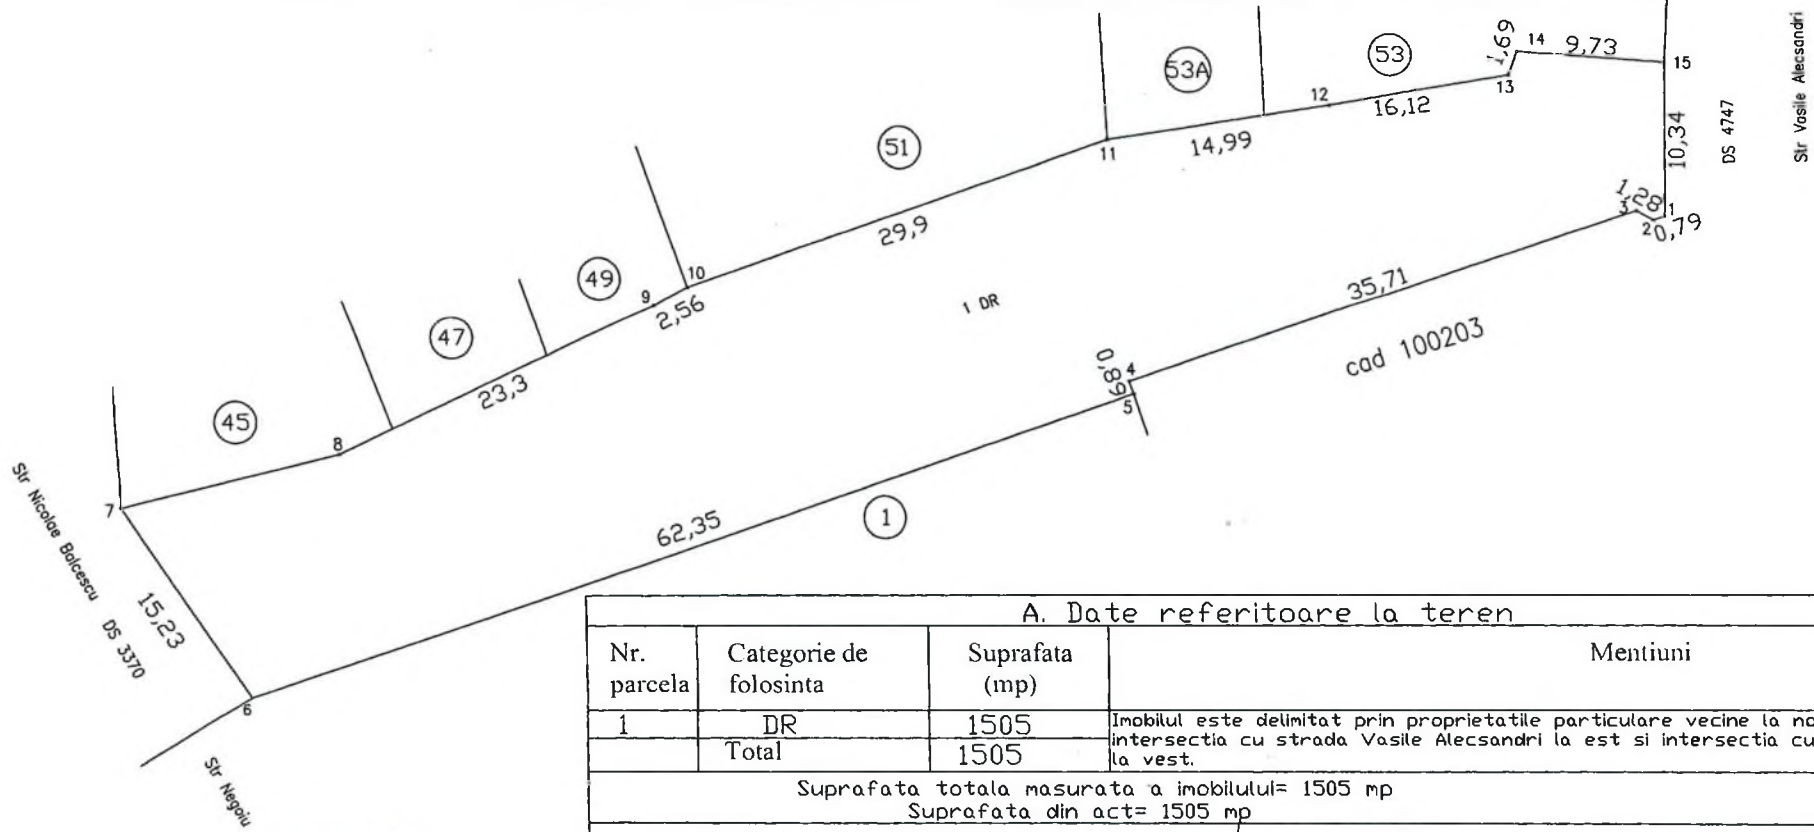 Str Vasile Alecsandri
DS 4747
14
9,73
15
1,69
53
53A
13
12
16,12
10,34
51
11
14,99
1,28
3
1
2
0,79
29,9
10
49
9
2,56
1 DR
35,71
cad 100203
47
0,89
4
5
23,3
45
8
7
62,35
1
Str Nicolae Balcescu DS 3370
15,23
6
Str Negoiu
A. Date referitoare la teren
Nr. parcela
Categorie de folosinta
Suprafata (mp)
Mentiuni
1 DR 1505
Total 1505
Imobilul este delimitat prin proprietatile particulare vecine la no
intersectia cu strada Vasile Alecsandri la est si intersectia cu
la vest.
Suprafata totala masurata a imobilului= 1505 mp
Suprafata din act= 1505 mp